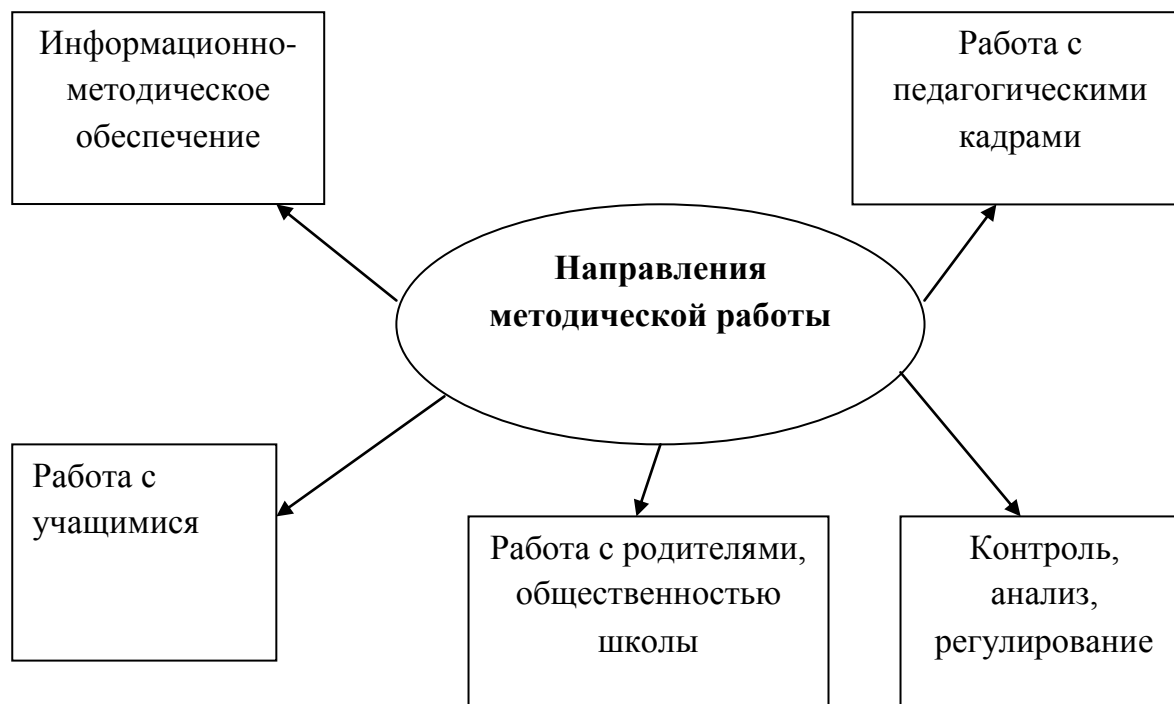 Информационно-
методическое
обеспечение
Работа с
педагогическими
кадрами
Направления
методической работы
Работа с
учащимися
Работа с родителями,
общественностью
школы
Контроль,
анализ,
регулирование